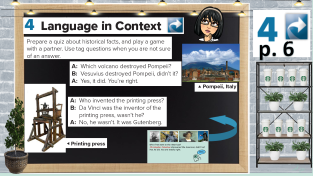 4 Language in Context
Prepare a quiz about historical facts, and play a game
with a partner. Use tag questions when you are not sure
of an answer.
A: Which volcano destroyed Pompeii?
B: Vesuvius destroyed Pompeii, didn't it?
A: Yes, it did. You're right.
▲ Pompeii, Italy
A: Who invented the printing press?
B: Da Vinci was the inventor of the
printing press, wasn't he?
A: No, he wasn't. It was Gutenberg.
◄ Printing press
4
p. 6